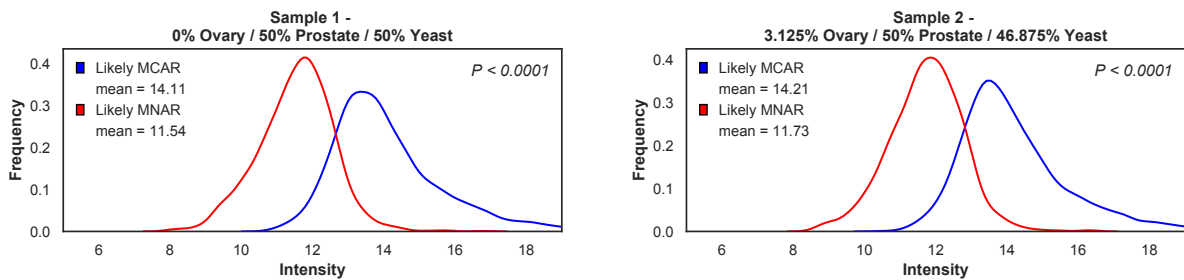 Sample 1 -
0% Ovary / 50% Prostate / 50% Yeast
Likely MCAR
mean = 14.11
Likely MNAR
mean = 11.54
P < 0.0001
Frequency
0.4
0.3
0.2
0.1
0.0
6 8 10 12 14 16 18
Intensity
Sample 2 -
3.125% Ovary / 50% Prostate / 46.875% Yeast
Likely MCAR
mean = 14.21
Likely MNAR
mean = 11.73
P < 0.0001
Frequency
0.4
0.3
0.2
0.1
0.0
6 8 10 12 14 16 18
Intensity